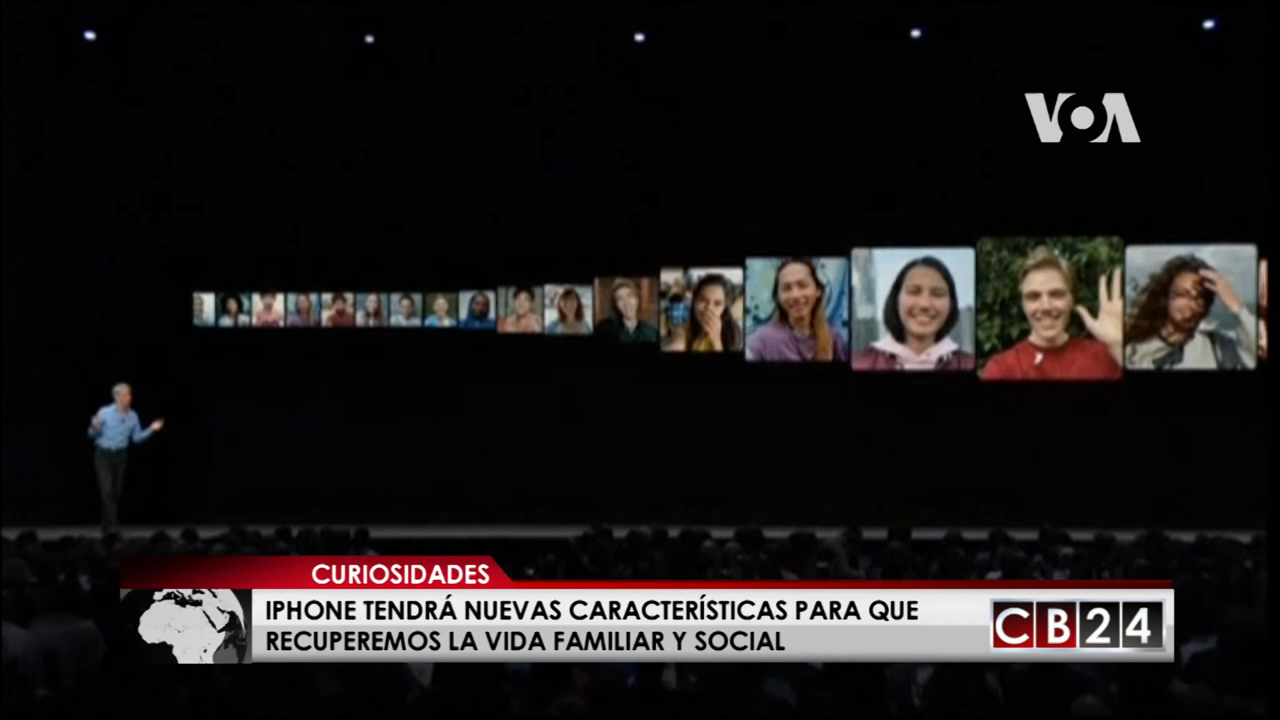 VOA
CURIOSIDADES
IPHONE TENDRÁ NUEVAS CARACTERÍSTICAS PARA QUE
RECUPEREMOS LA VIDA FAMILIAR Y SOCIAL
CB24